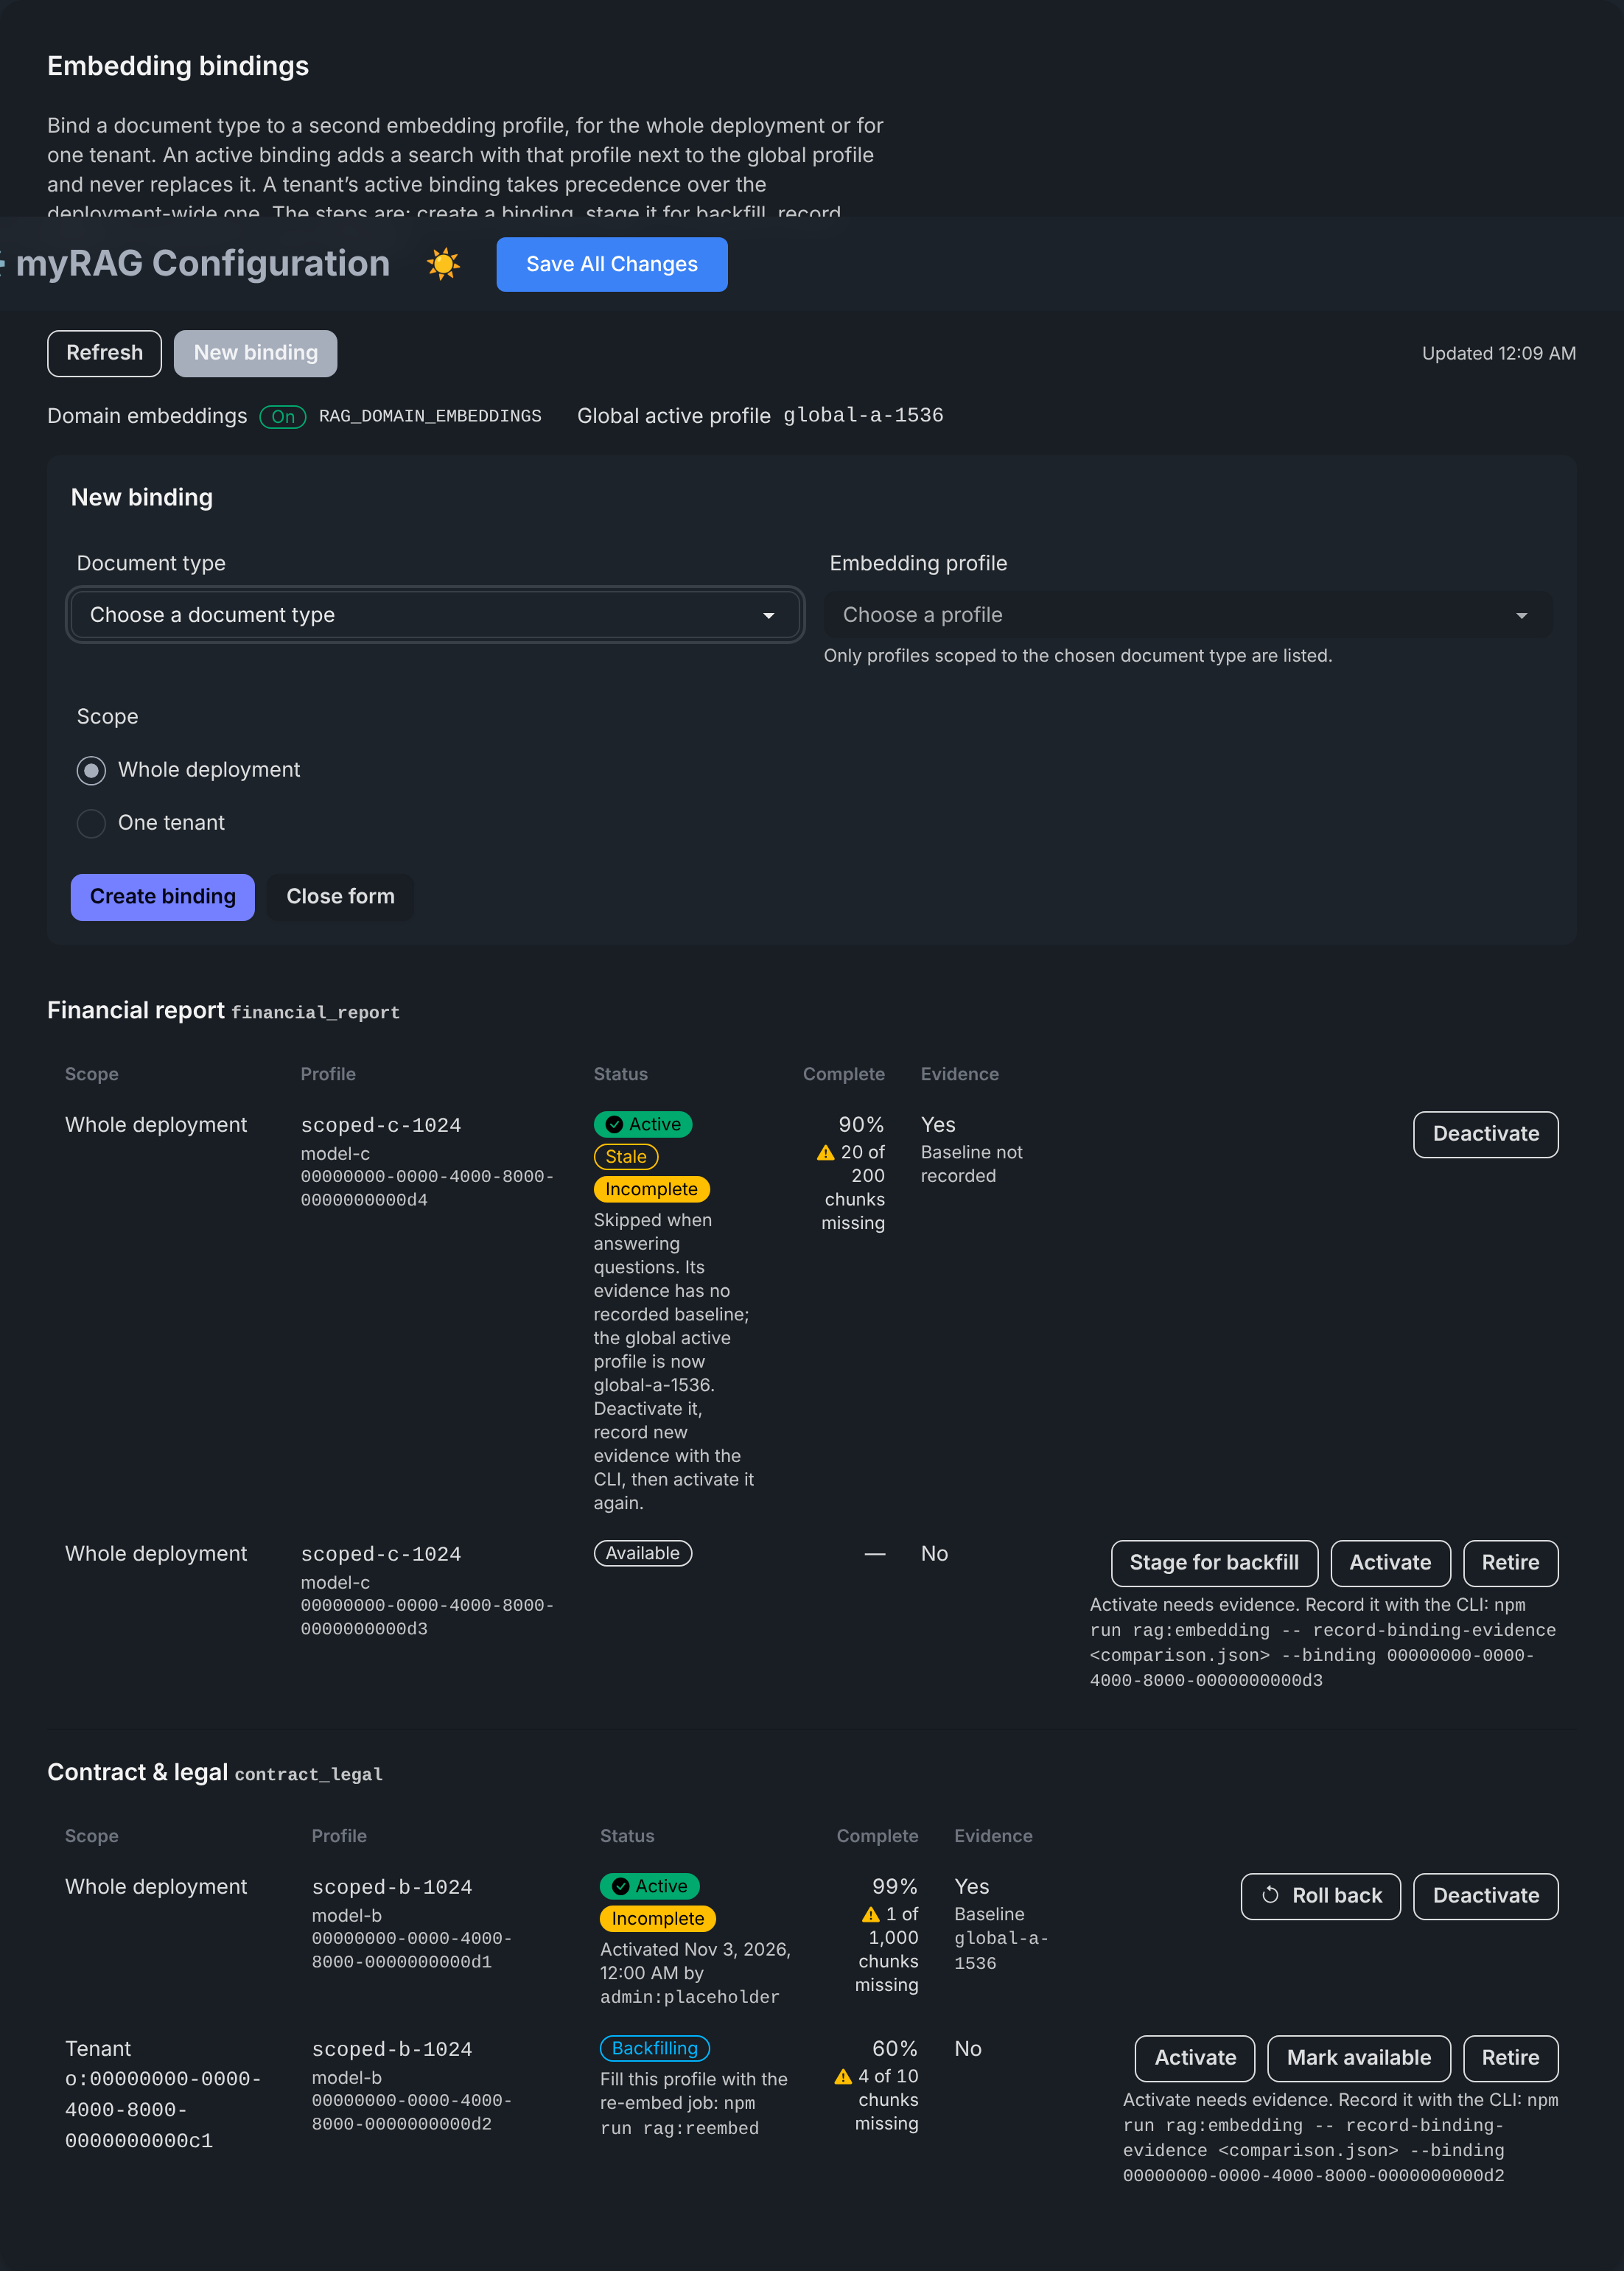 Embedding bindings
Bind a document type to a second embedding profile, for the whole deployment or for
one tenant. An active binding adds a search with that profile next to the global profile
and never replaces it. A tenant’s active binding takes precedence over the
deployment-wide one. The steps are: create a binding, stage it for backfill, record
myRAG Configuration
Save All Changes
Refresh
New binding
Updated 12:09 AM
Domain embeddings On RAG_DOMAIN_EMBEDDINGS Global active profile global-a-1536
New binding
Document type
Embedding profile
Choose a document type
Choose a profile
Only profiles scoped to the chosen document type are listed.
Scope
Whole deployment
One tenant
Create binding
Close form
Financial report financial_report
Scope
Profile
Status
Complete
Evidence
Whole deployment
scoped-c-1024
model-c
00000000-0000-4000-8000-
0000000000d4
Active
Stale
Incomplete
Skipped when
answering
questions. Its
evidence has no
recorded baseline;
the global active
profile is now
global-a-1536.
Deactivate it,
record new
evidence with the
CLI, then activate it
again.
90%
20 of
200
chunks
missing
Yes
Baseline not
recorded
Deactivate
Whole deployment
scoped-c-1024
model-c
00000000-0000-4000-8000-
0000000000d3
Available
—
No
Stage for backfill
Activate
Retire
Activate needs evidence. Record it with the CLI: npm
run rag:embedding -- record-binding-evidence
<comparison.json> --binding 00000000-0000-
4000-8000-0000000000d3
Contract & legal contract_legal
Scope
Profile
Status
Complete
Evidence
Whole deployment
scoped-b-1024
model-b
00000000-0000-4000-
8000-0000000000d1
Active
Incomplete
Activated Nov 3, 2026,
12:00 AM by
admin:placeholder
99%
1 of
1,000
chunks
missing
Yes
Baseline
global-a-
1536
Roll back
Deactivate
Tenant
o:00000000-0000-
4000-8000-
0000000000c1
scoped-b-1024
model-b
00000000-0000-4000-
8000-0000000000d2
Backfilling
Fill this profile with the
re-embed job: npm
run rag:reembed
60%
4 of 10
chunks
missing
No
Activate
Mark available
Retire
Activate needs evidence. Record it with the CLI: npm
run rag:embedding -- record-binding-
evidence <comparison.json> --binding
00000000-0000-4000-8000-0000000000d2